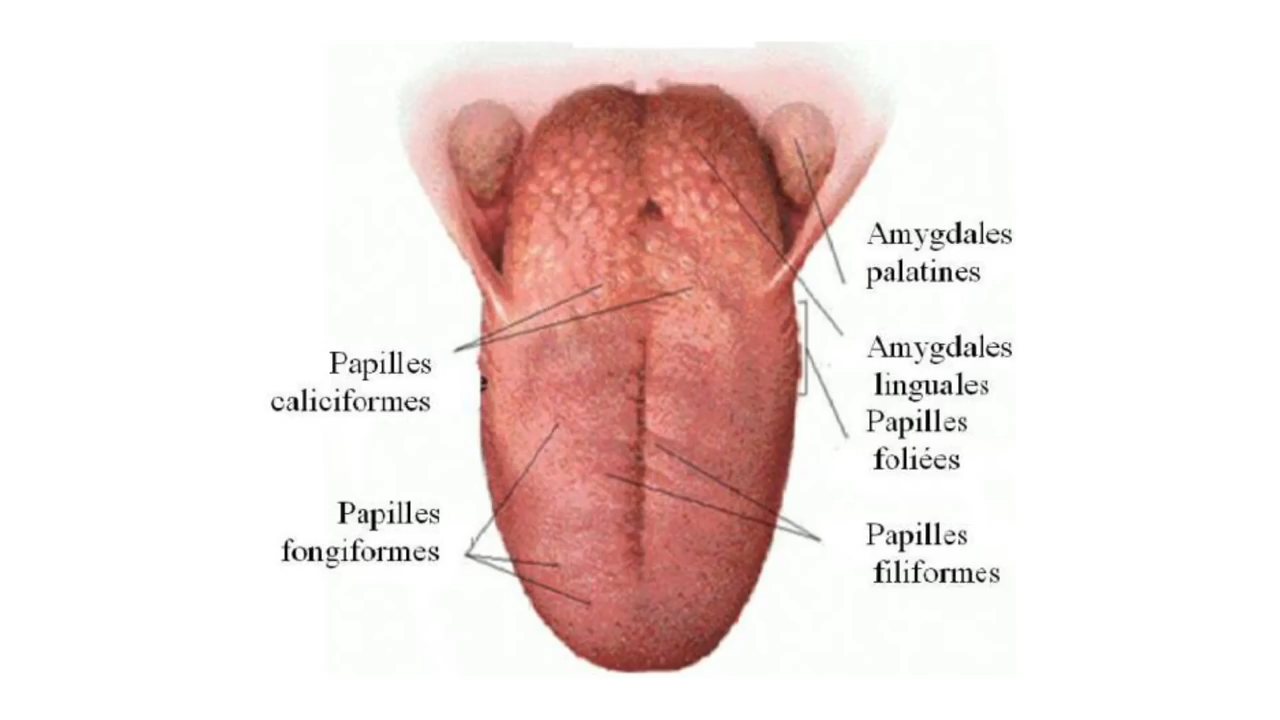 Amygdales
palatines
Amygdales
linguales
Papilles
caliciformes
Papilles
foliées
Papilles
fongiformes
Papilles
filiformes